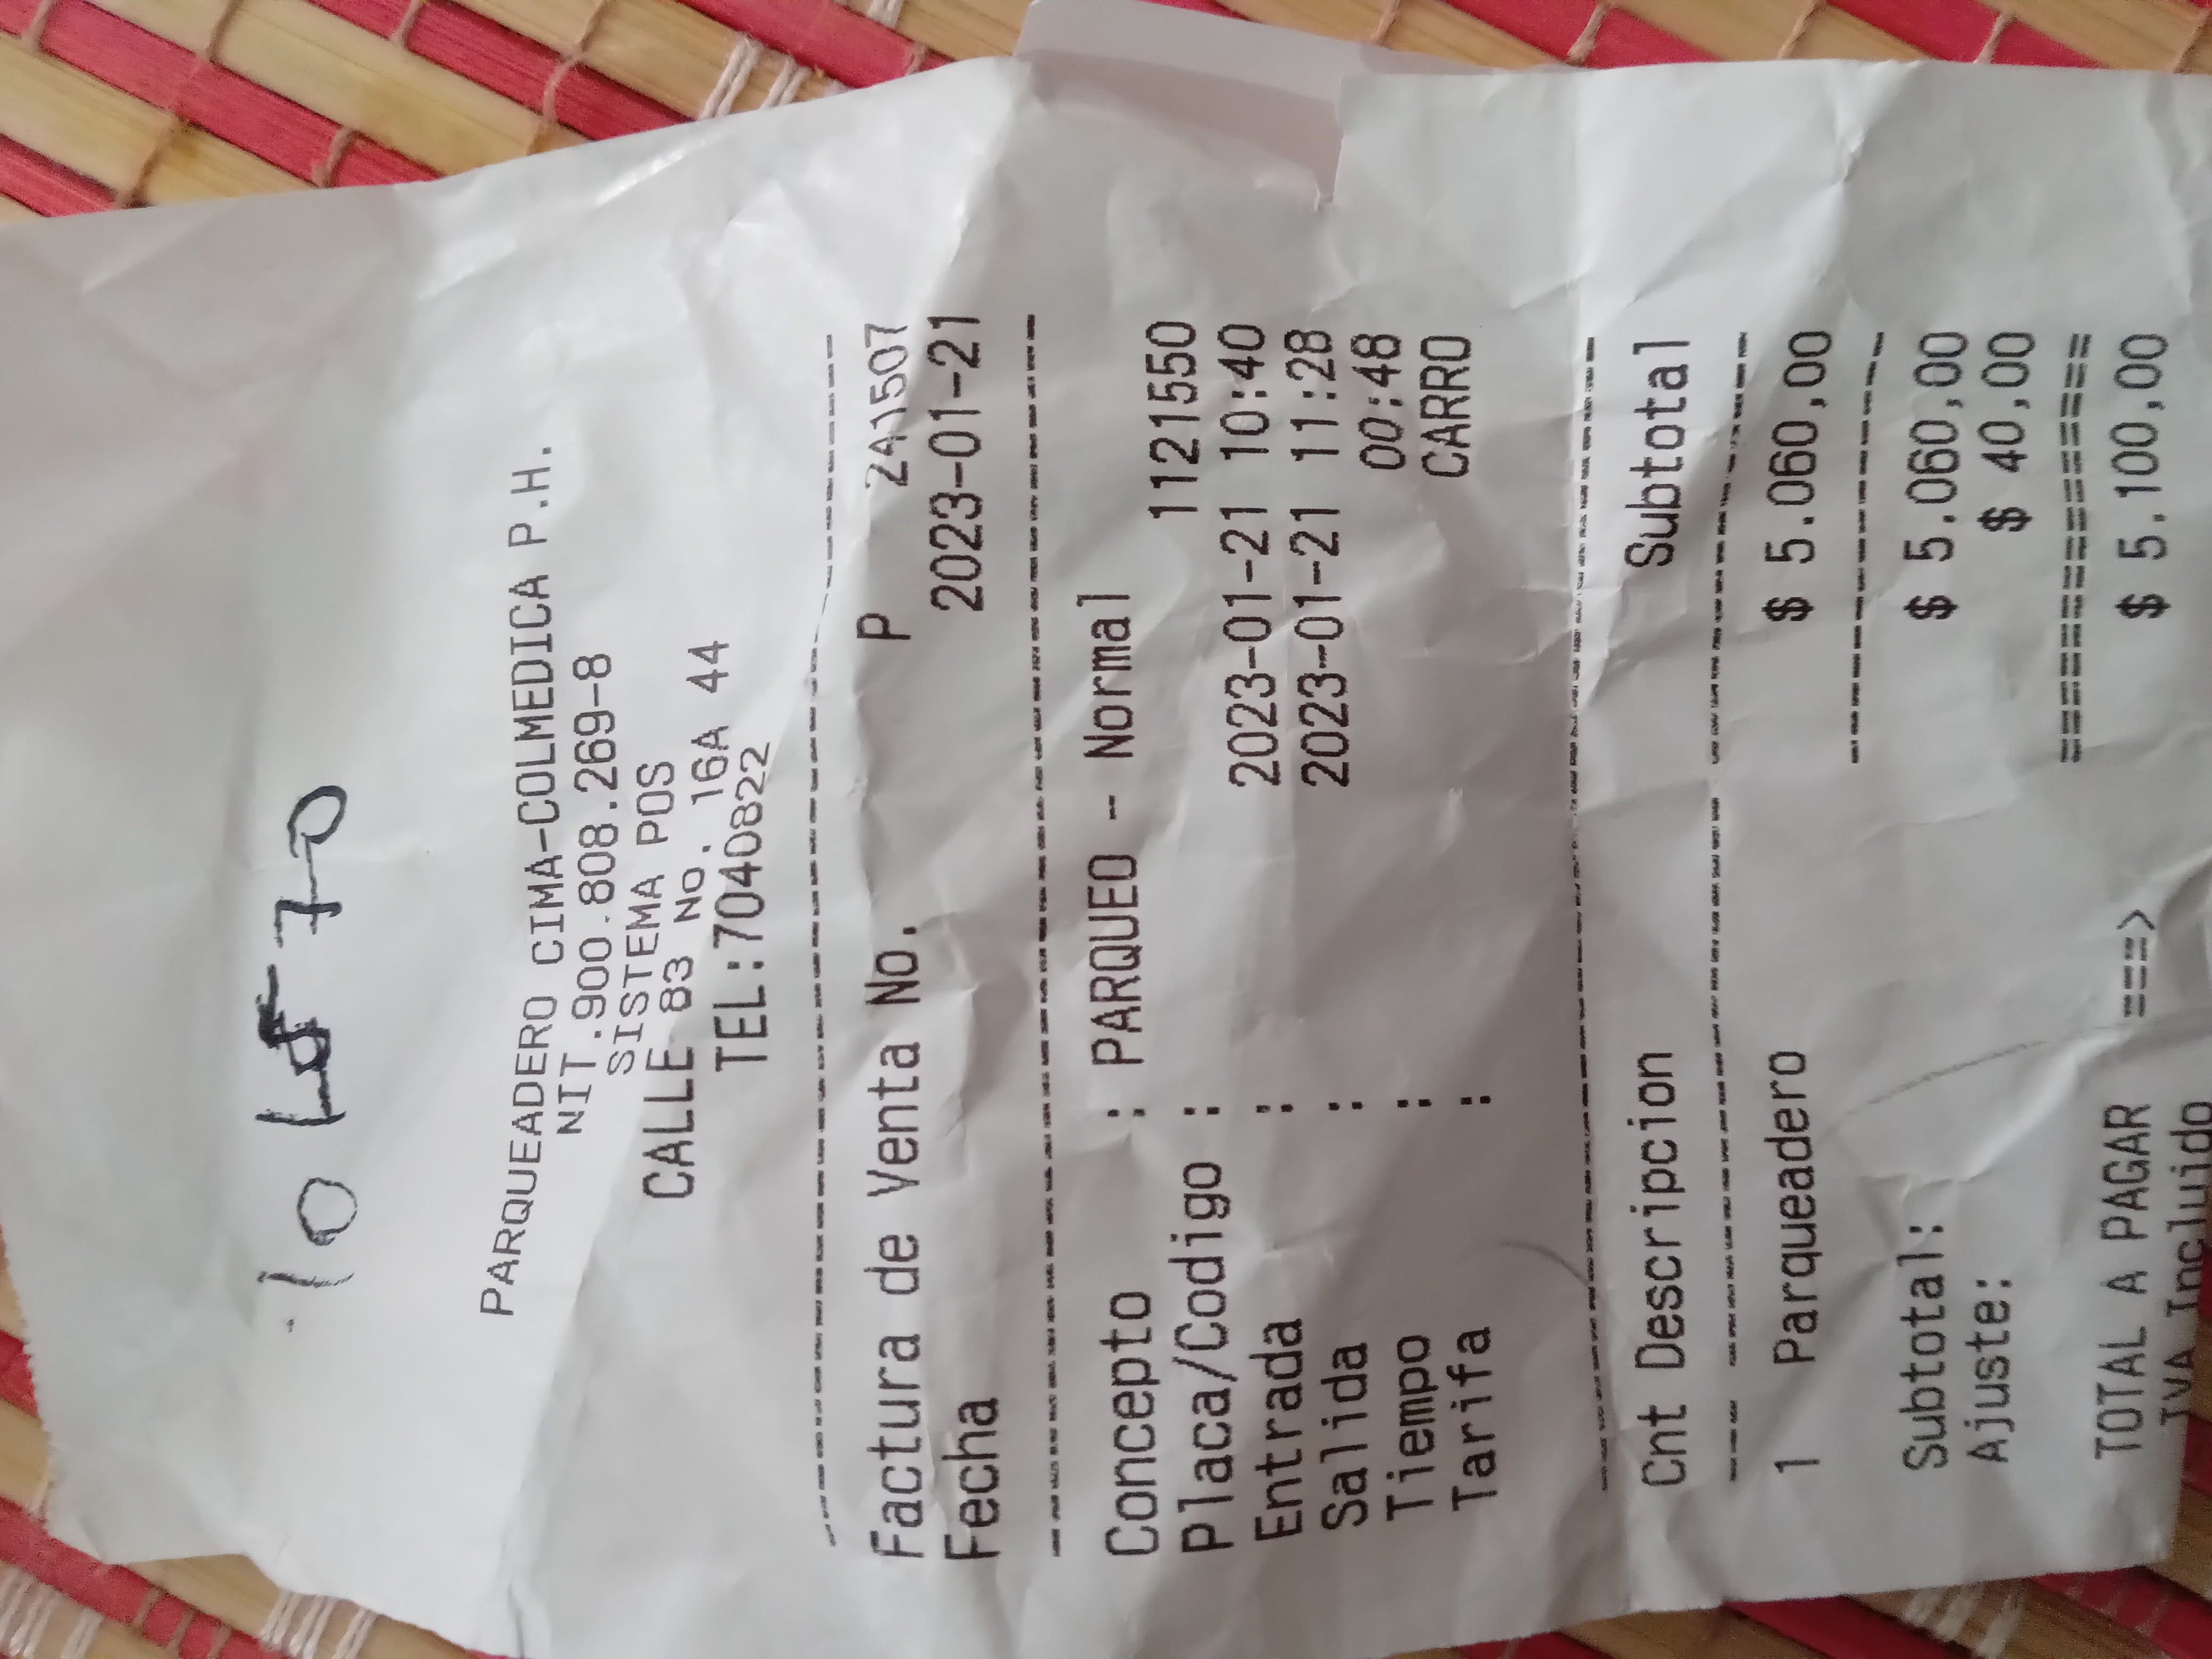 PARQUEADERO CIMA-COLMEDICA P.H.
NIT.900.808.269-8
SISTEMA POS
CALLE 83 No. 16A 44
TEL:7040822
Factura de Venta No. P 241507
Fecha 2023-01-21
Concepto : PARQUEO - Normal
Placa/Codigo : 1121550
Entrada : 2023-01-21 10:40
Salida : 2023-01-21 11:28
Tiempo : 00:48
Tarifa : CARRO
Cnt Descripcion Subtotal
1 Parqueadero $ 5.060,00
Subtotal: $ 5.060,00
Ajuste: $ 40,00
==================
TOTAL A PAGAR ===> $ 5.100,00
IVA Incluido